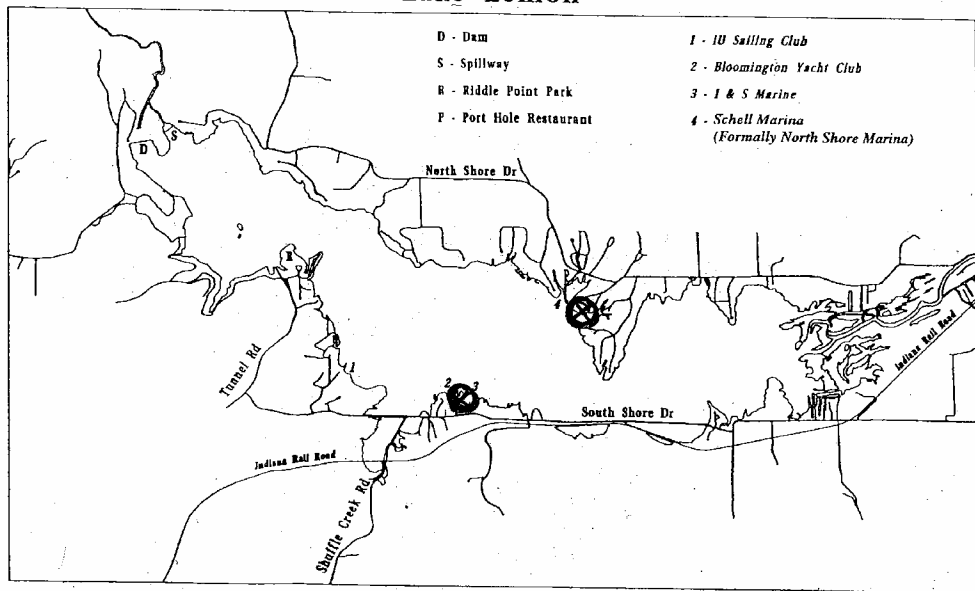 D - Dam
S - Spillway
R - Riddle Point Park
P - Port Hole Restaurant
1 - IU Sailing Club
2 - Bloomington Yacht Club
3 - I & S Marine
4 - Schell Marina
(Formally North Shore Marina)
S
D
North Shore Dr
R
4
Tunnel Rd
1
2
3
P
South Shore Dr
Indiana Rail Road
Indiana Rail Road
Shuffle Creek Rd